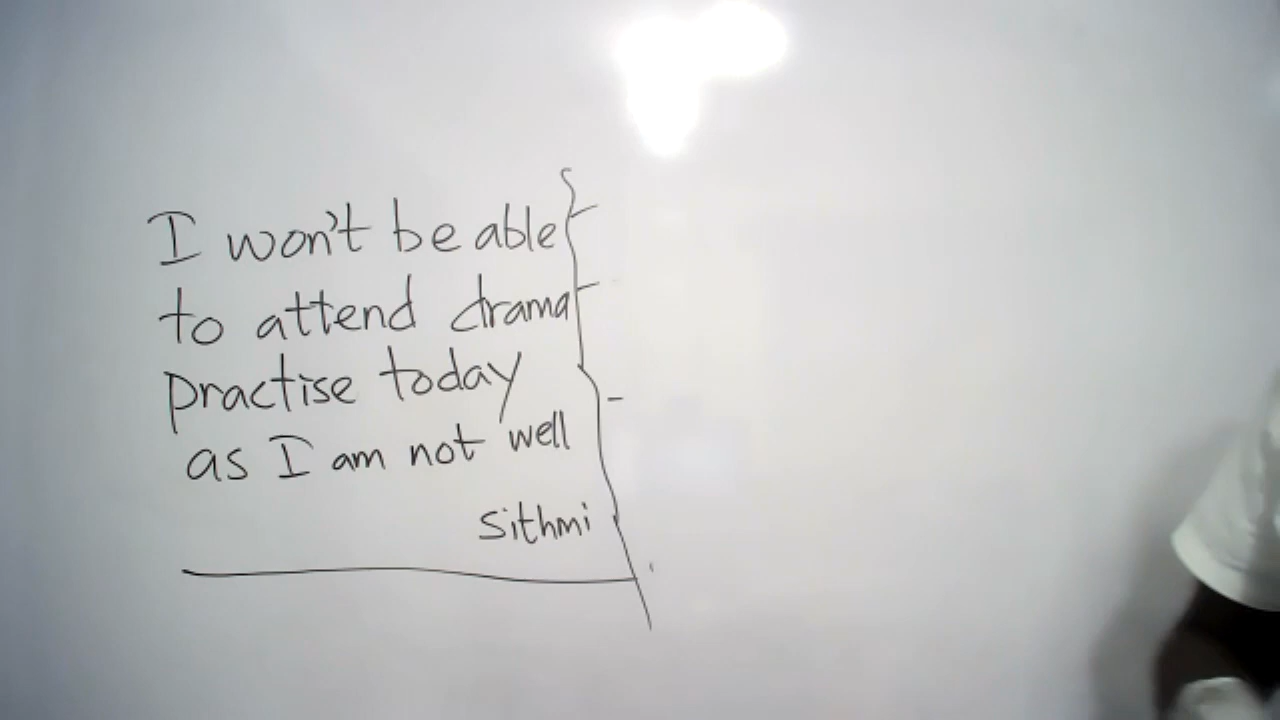 I won't be able
to attend drama
practise today
as I am not well
Sithmi